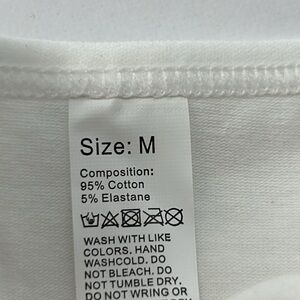 Size: M
Composition:
95% Cotton
5% Elastane
WASH WITH LIKE
COLORS. HAND
WASHCOLD. DO
NOT BLEACH. DO
NOT TUMBLE DRY.
DO NOT WRING OR